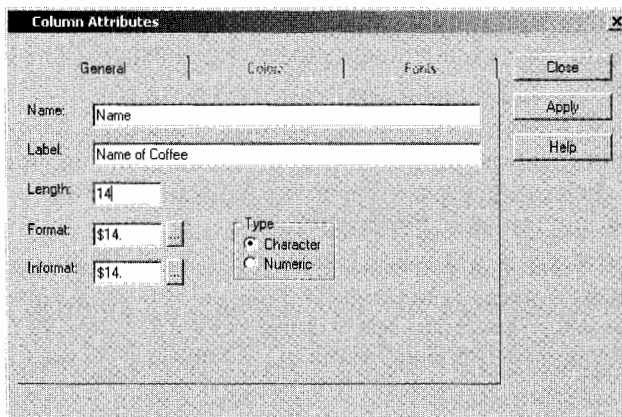 Column Attributes
General Colors Fonts Close
Name: Name Apply
Label: Name of Coffee Help
Length: 14
Format: $14. ... Type
Character
Informat: $14. ... Numeric